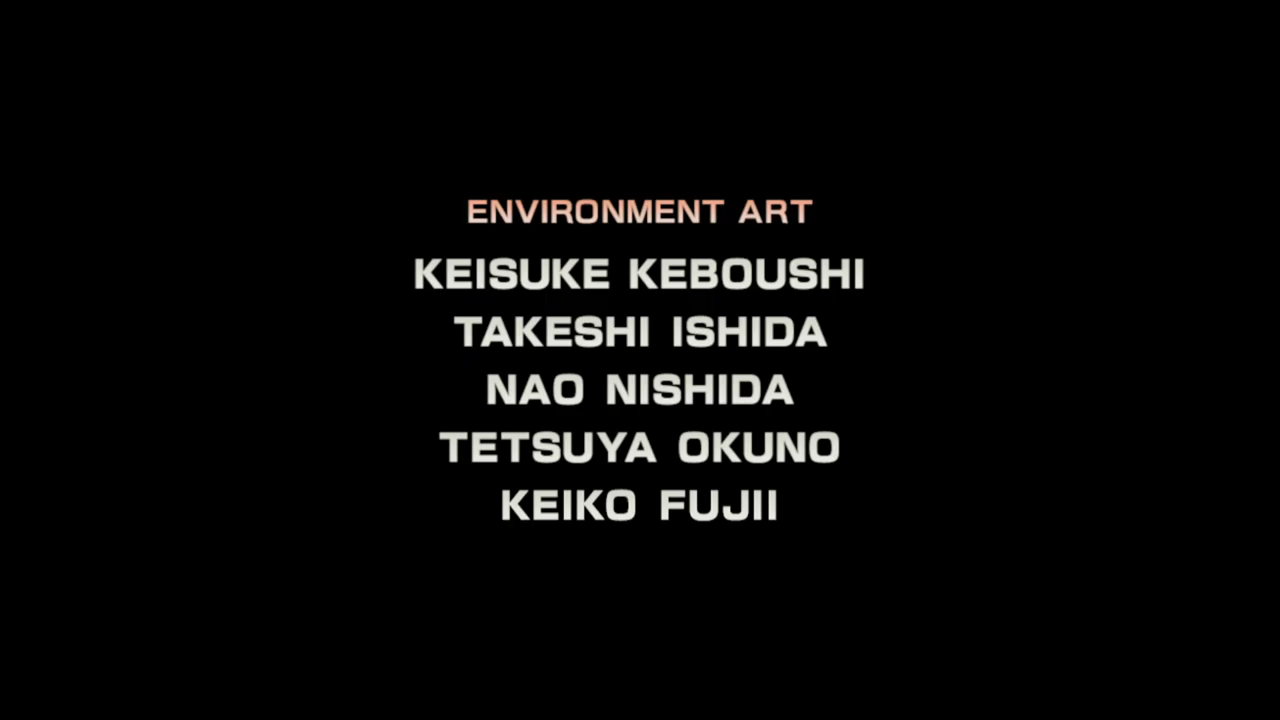 ENVIRONMENT ART
KEISUKE KEBOUSHI
TAKESHI ISHIDA
NAO NISHIDA
TETSUYA OKUNO
KEIKO FUJII